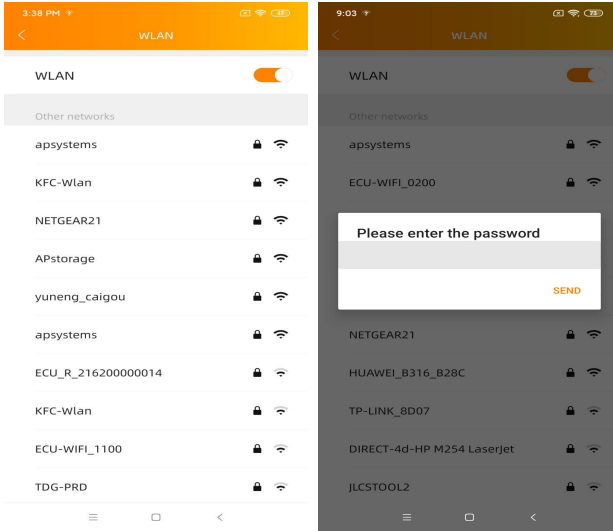 3:38 PM
WLAN
WLAN
Other networks
apsystems
KFC-Wlan
NETGEAR21
APstorage
yuneng_caigou
apsystems
ECU_R_216200000014
KFC-Wlan
ECU-WIFI_1100
TDG-PRD
9:03
73
WLAN
WLAN
Other networks
apsystems
ECU-WIFI_0200
Please enter the password
SEND
NETGEAR21
HUAWEI_B316_B28C
TP-LINK_8D07
DIRECT-4d-HP M254 LaserJet
JLCSTOOL2